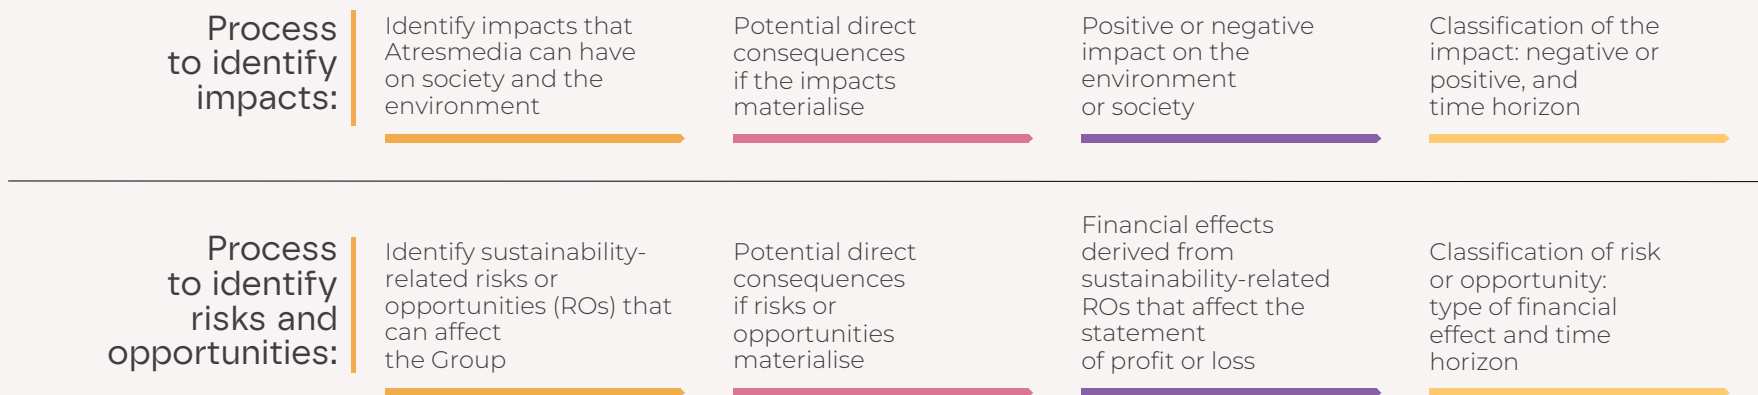 Process
to identify
impacts:
Identify impacts that
Atresmedia can have
on society and the
environment
Potential direct
consequences
if the impacts
materialise
Positive or negative
impact on the
environment
or society
Classification of the
impact: negative or
positive, and
time horizon
Process
to identify
risks and
opportunities:
Identify sustainability-
related risks or
opportunities (ROs) that
can affect
the Group
Potential direct
consequences
if risks or
opportunities
materialise
Financial effects
derived from
sustainability-related
ROs that affect the
statement
of profit or loss
Classification of risk
or opportunity:
type of financial
effect and time
horizon